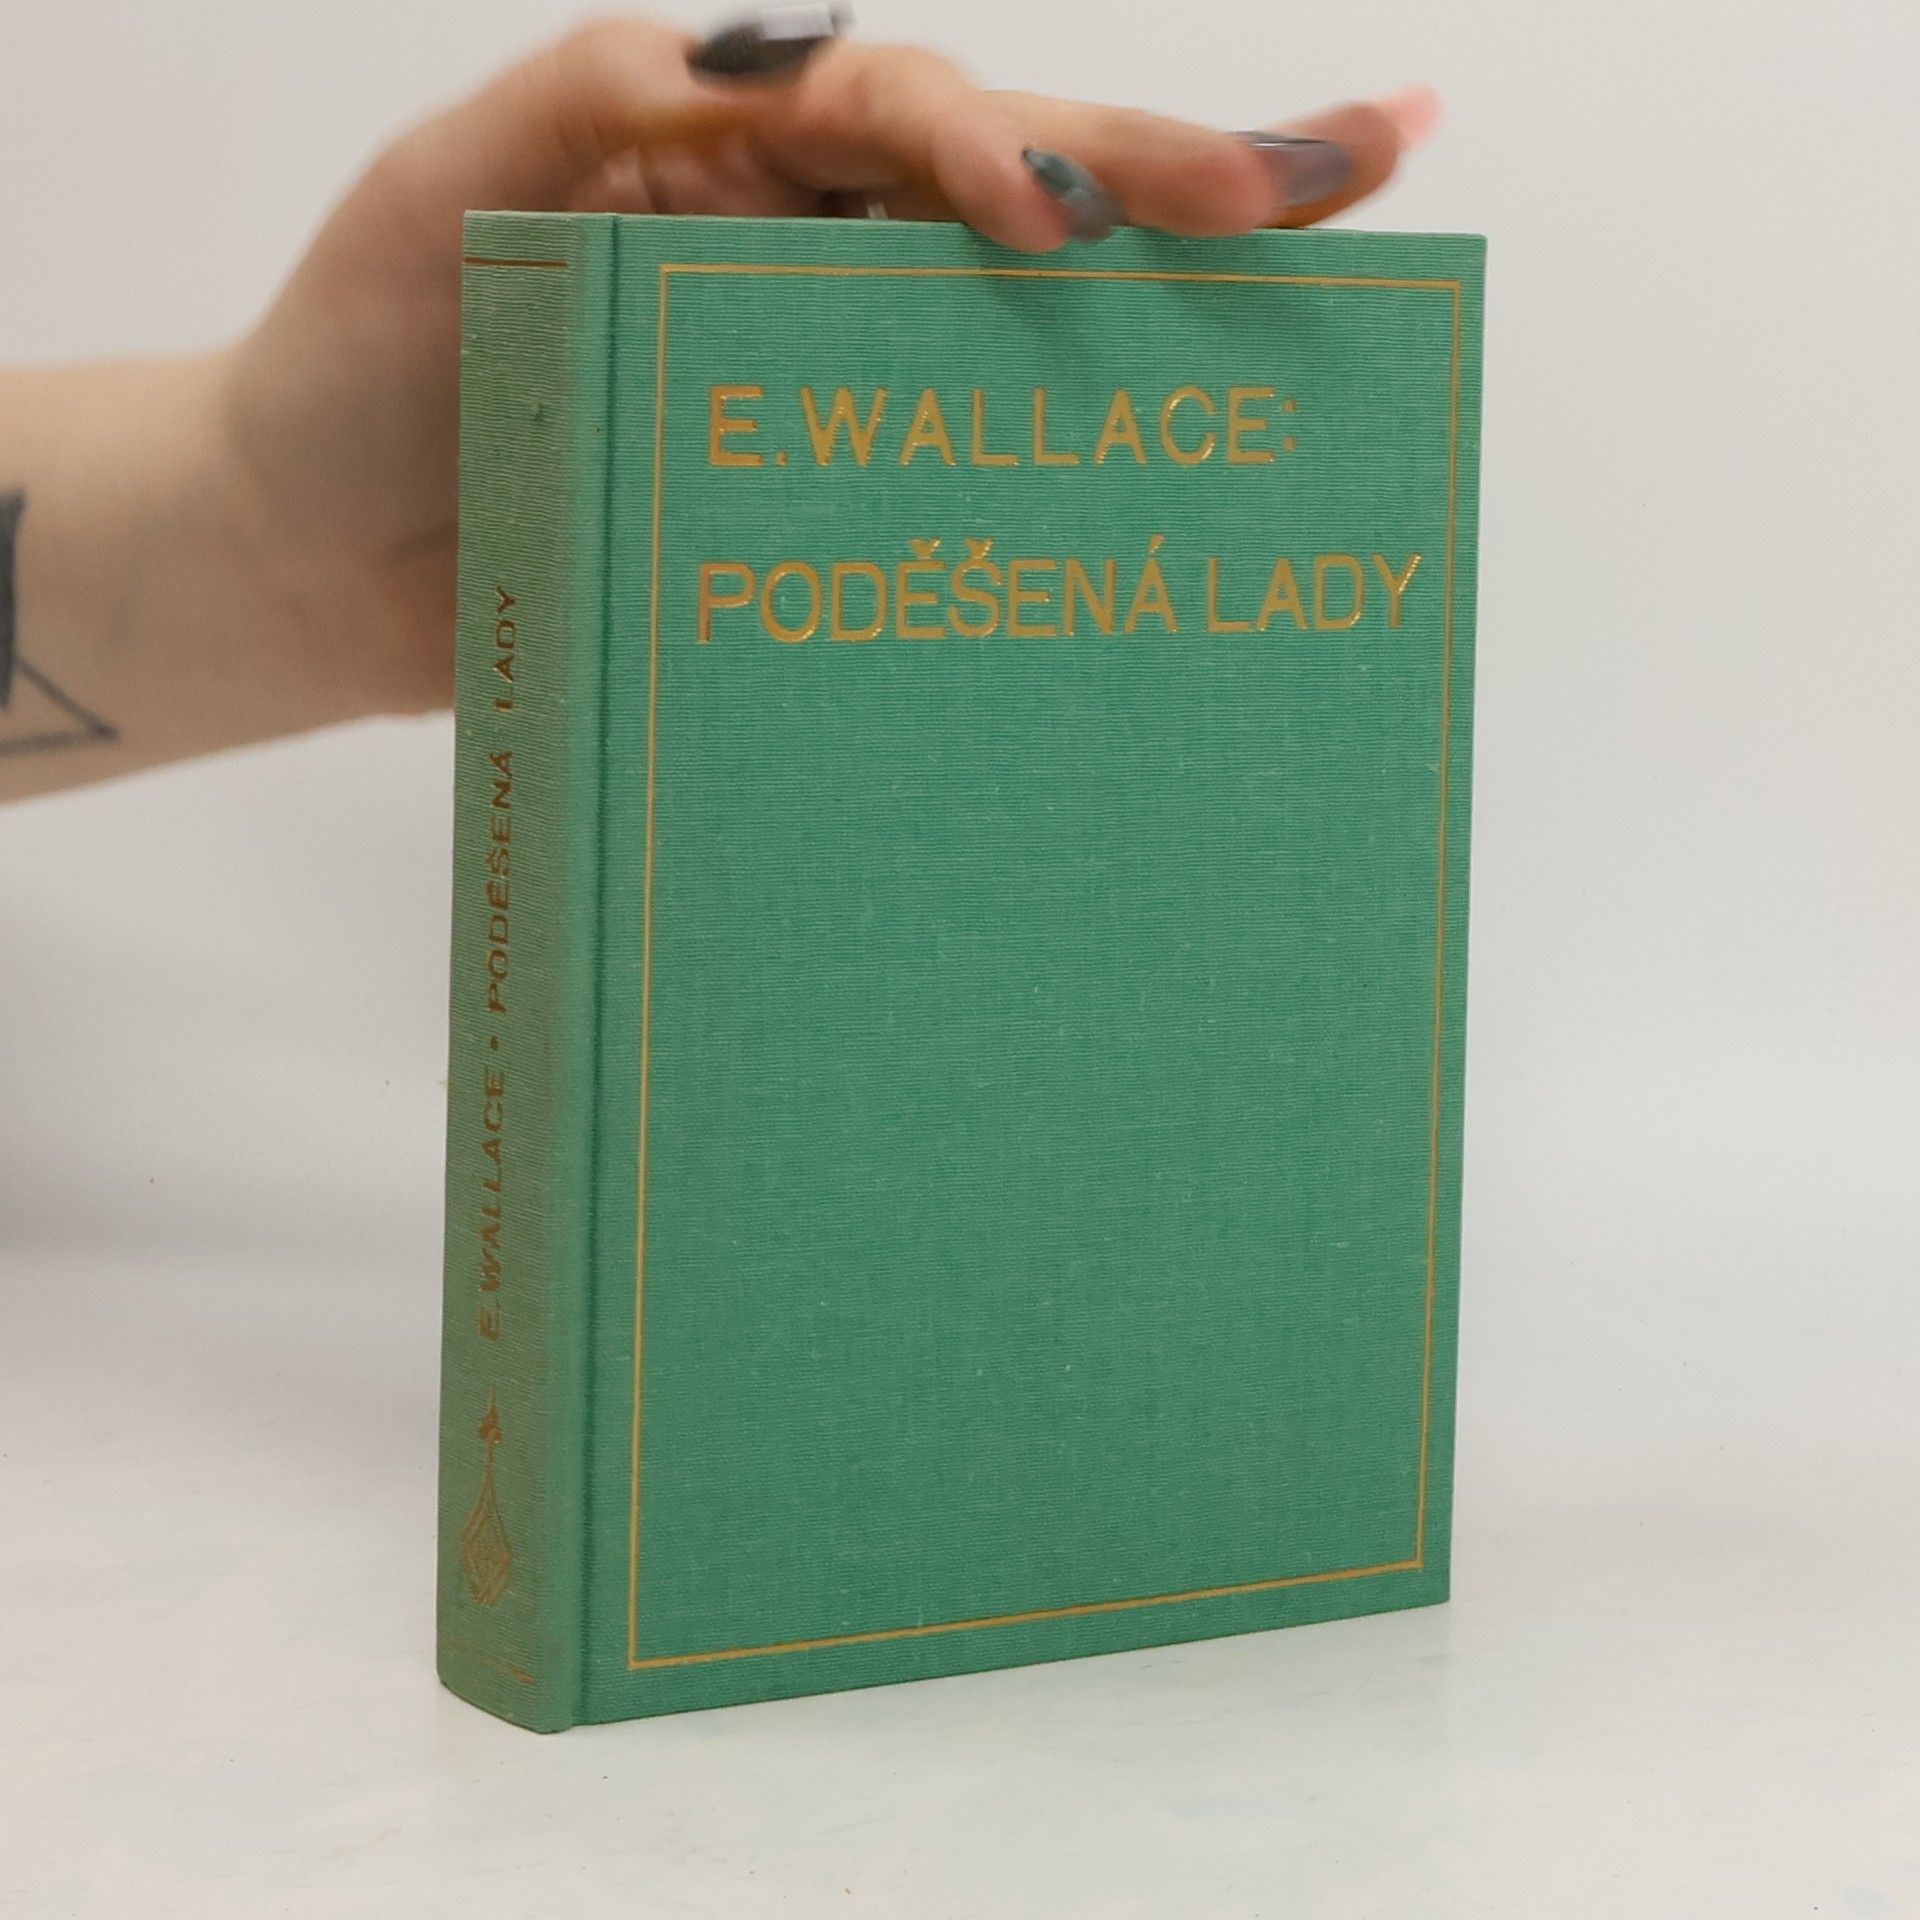 E. WALLACE:
PODĚŠENÁ LADY
E. WALLACE • PODĚŠENÁ LADY